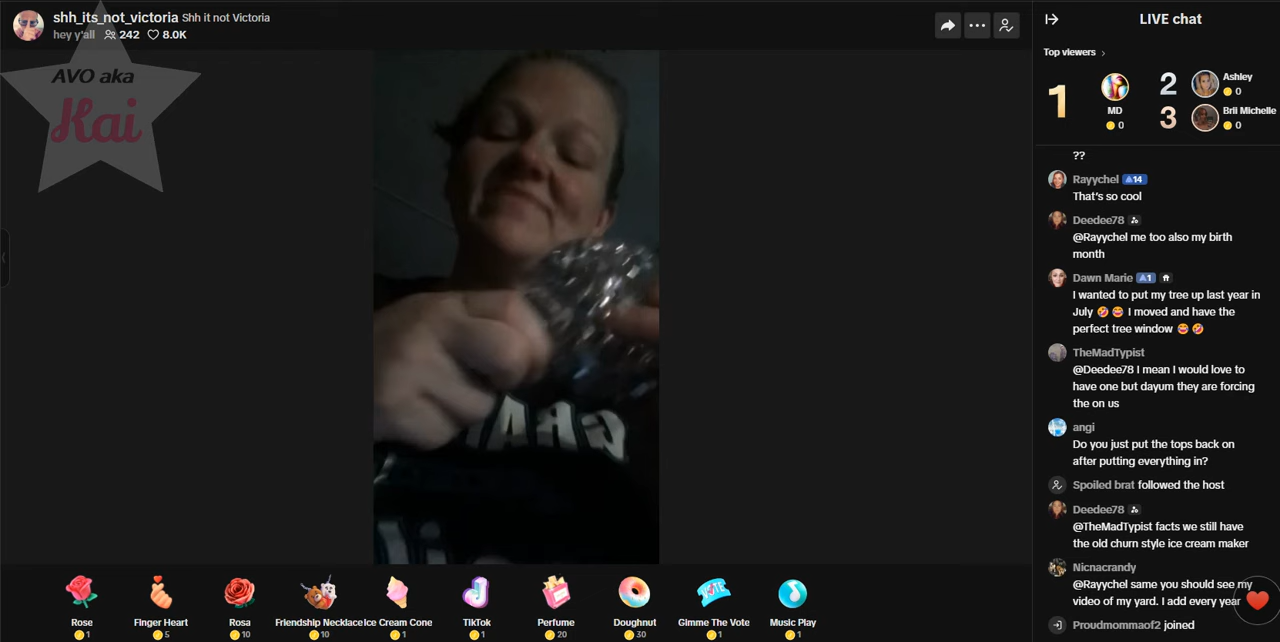 shh_its_not_victoria Shh it not Victoria
hey y'all 242 8.0K
AVO aka
Kai
LIVE chat
Top viewers
1
MD
0
2
Ashley
0
3
Bril Michelle
0
??
Rayychel 14
That's so cool
Deedee78
@Rayychel me too also my birth
month
Dawn Marie 1
I wanted to put my tree up last year in
July 🤣 😂 I moved and have the
perfect tree window 😂 🤣
TheMadTypist
@Deedee78 I mean I would love to
have one but dayum they are forcing
the on us
angi
Do you just put the tops back on
after putting everything in?
Spoiled brat followed the host
Deedee78
@TheMadTypist facts we still have
the old churn style ice cream maker
Nicnacrandy
@Rayychel same you should see my
video of my yard. I add every year
Proudmommaof2 joined
Rose
1
Finger Heart
5
Rosa
10
Friendship Necklace
10
Ice Cream Cone
1
TikTok
1
Perfume
20
Doughnut
30
VOTE
Gimme The Vote
1
Music Play
1